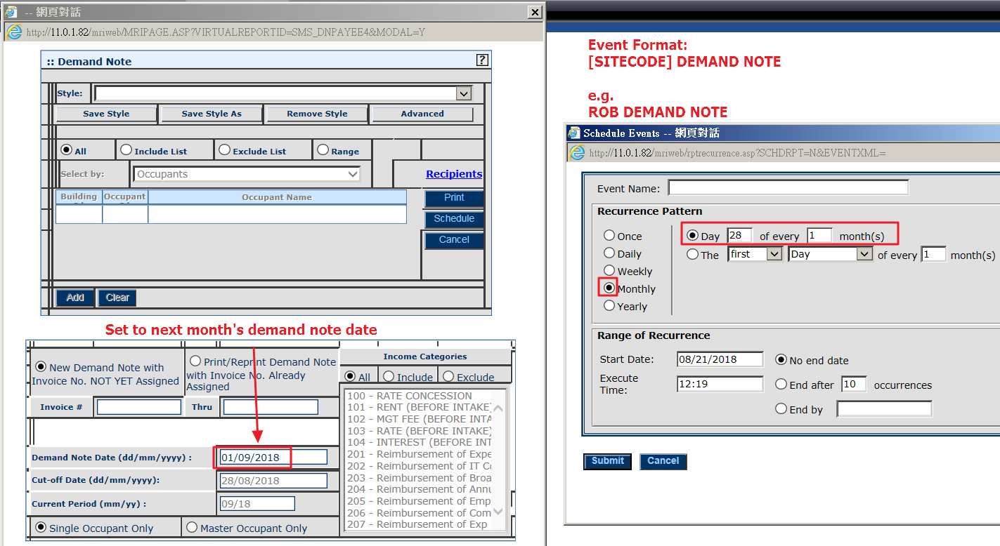 -- 網頁對話
http://11.0.1.82/mriweb/MRIPAGE.ASP?VIRTUALREPORTID=SMS_DNPAYEE4&MODAL=Y
:: Demand Note
?
Style:
Save Style Save Style As Remove Style Advanced
All Include List Exclude List Range
Select by: Occupants
Recipients
Building Occupant Occupant Name
Print
Schedule
Cancel
Add Clear
Set to next month's demand note date
New Demand Note with
Invoice No. NOT YET Assigned
Print/Reprint Demand Note
with Invoice No. Already
Assigned
Invoice # Thru
Demand Note Date (dd/mm/yyyy) : 01/09/2018
Cut-off Date (dd/mm/yyyy): 28/08/2018
Current Period (mm/yy) : 09/18
Single Occupant Only Master Occupant Only
Income Categories
All Include Exclude
100 - RATE CONCESSION
101 - RENT (BEFORE INTAKE)
102 - MGT FEE (BEFORE INTA
103 - RATE (BEFORE INTAKE)
104 - INTEREST (BEFORE INT
201 - Reimbursement of Expe
202 - Reimbursement of IT Co
203 - Reimbursement of Broa
204 - Reimbursement of Annu
205 - Reimbursement of Emp
206 - Reimbursement of Com
207 - Reimbursement of Exp
Event Format:
[SITECODE] DEMAND NOTE
e.g.
ROB DEMAND NOTE
Schedule Events -- 網頁對話
http://11.0.1.82/mriweb/rptrecurrence.asp?SCHDRPT=N&EVENTXML=
Event Name:
Recurrence Pattern
Once
Daily
Weekly
Monthly
Yearly
Day 28 of every 1 month(s)
The first Day of every 1 month(s)
Range of Recurrence
Start Date: 08/21/2018
Execute
Time: 12:19
No end date
End after 10 occurrences
End by
Submit Cancel